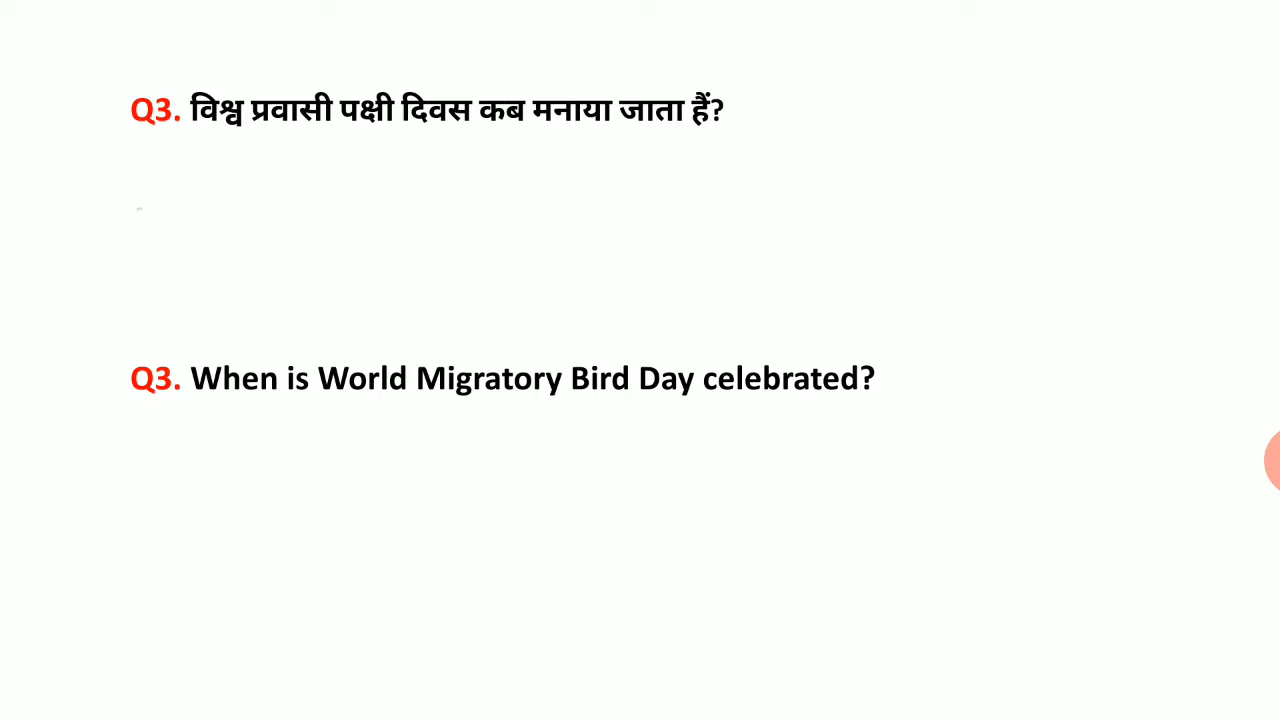 Q3. विश्व प्रवासी पक्षी दिवस कब मनाया जाता हैं?
Q3. When is World Migratory Bird Day celebrated?